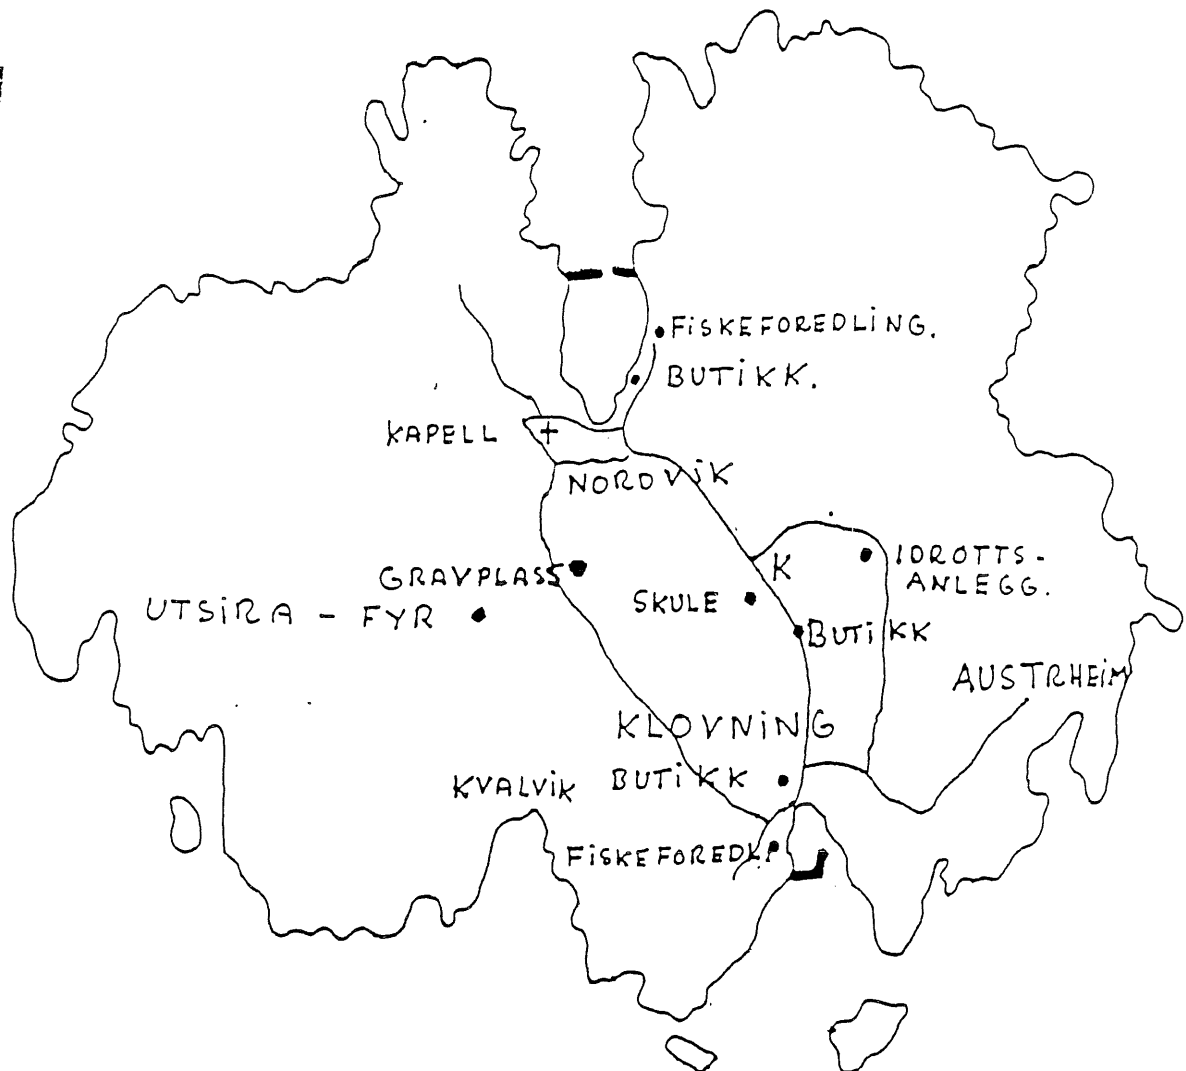 FiSKEFOREDLiNG.
BUTiKK.
KAPELL
NORDViK
K
IDROTTS-
ANLEGG.
GRAVPLASS
SKULE
UTSiRA - FYR
BUTiKK
AUSTRHEiM
KLOVNiNG
KVALViK
BUTiKK
FiSKEFOREDL.